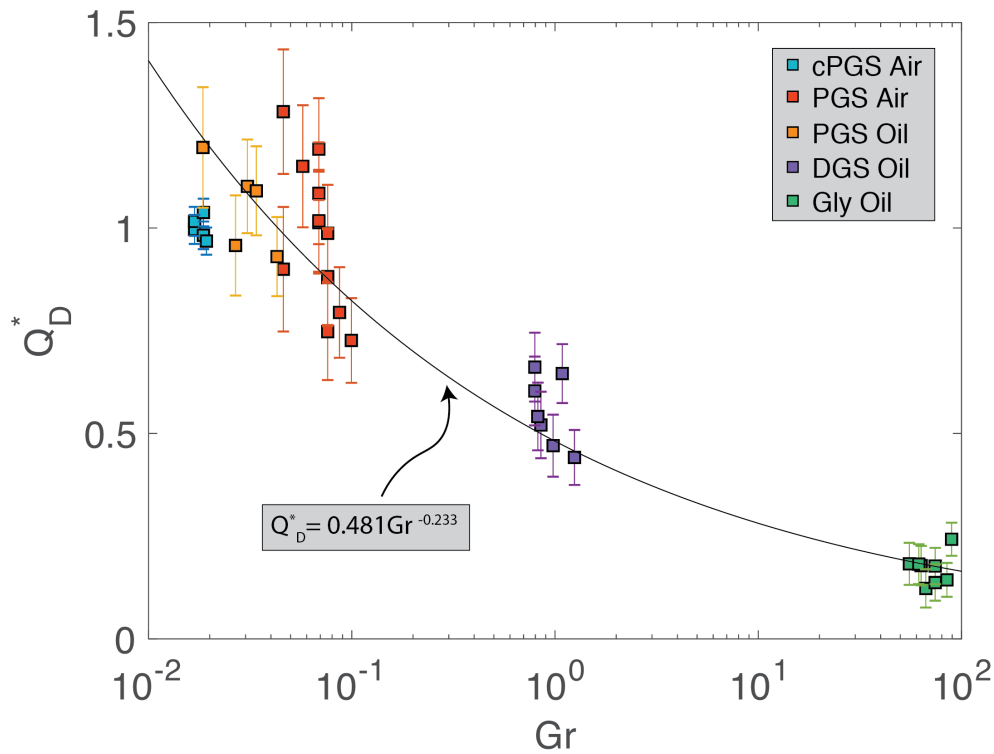 1.5
1
0.5
0
Q*D
cPGS Air
PGS Air
PGS Oil
DGS Oil
Gly Oil
Q*D= 0.481Gr -0.233
10-2 10-1 100 101 102
Gr